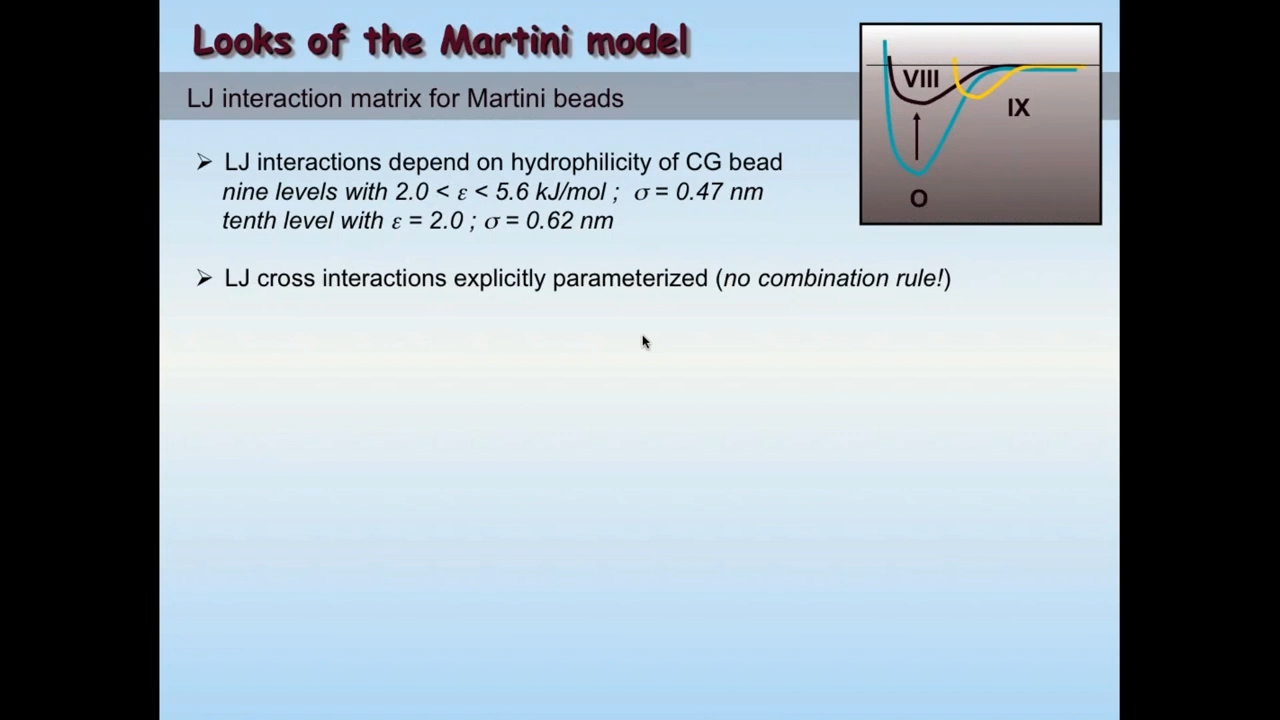 Looks of the Martini model
LJ interaction matrix for Martini beads
VIII
IX
O
➢ LJ interactions depend on hydrophilicity of CG bead
nine levels with 2.0 < ε < 5.6 kJ/mol ; σ = 0.47 nm
tenth level with ε = 2.0 ; σ = 0.62 nm
➢ LJ cross interactions explicitly parameterized (no combination rule!)